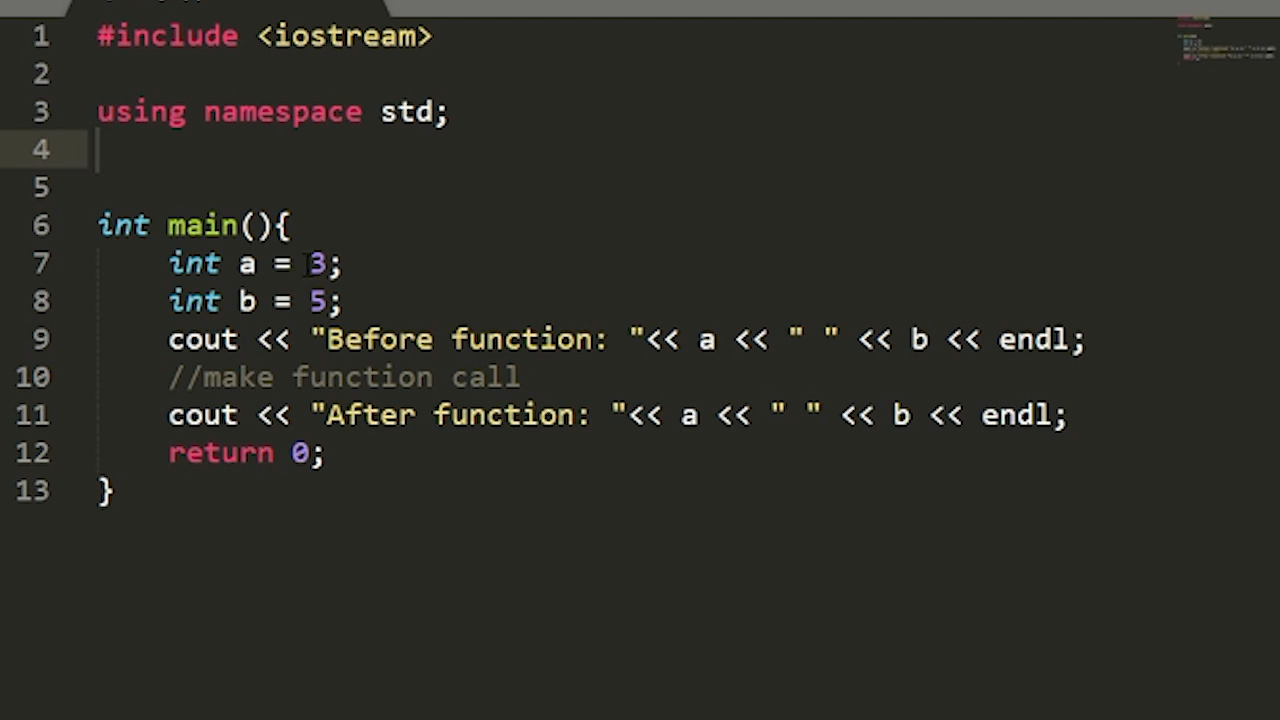 1 #include <iostream>
2
3 using namespace std;
4
5
6 int main(){
7 int a = 3;
8 int b = 5;
9 cout << "Before function: "<< a << " " << b << endl;
10 //make function call
11 cout << "After function: "<< a << " " << b << endl;
12 return 0;
13 }